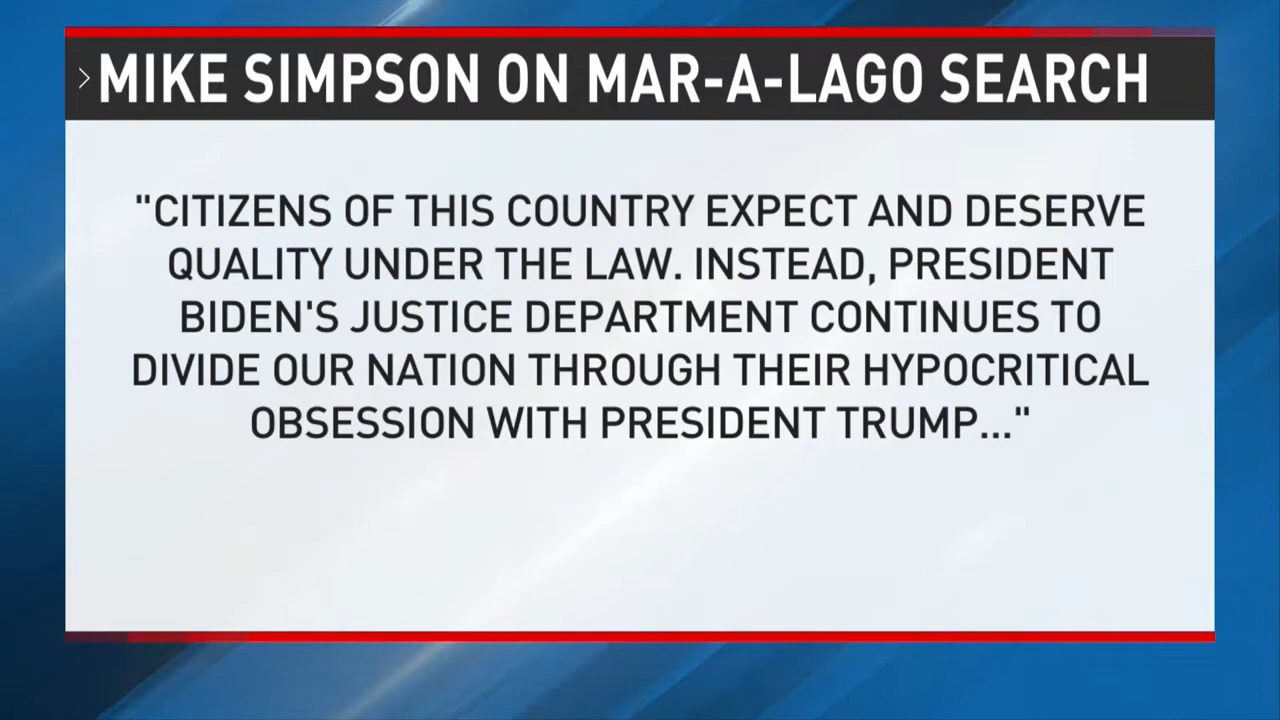 MIKE SIMPSON ON MAR-A-LAGO SEARCH
"CITIZENS OF THIS COUNTRY EXPECT AND DESERVE
QUALITY UNDER THE LAW. INSTEAD, PRESIDENT
BIDEN'S JUSTICE DEPARTMENT CONTINUES TO
DIVIDE OUR NATION THROUGH THEIR HYPOCRITICAL
OBSESSION WITH PRESIDENT TRUMP..."